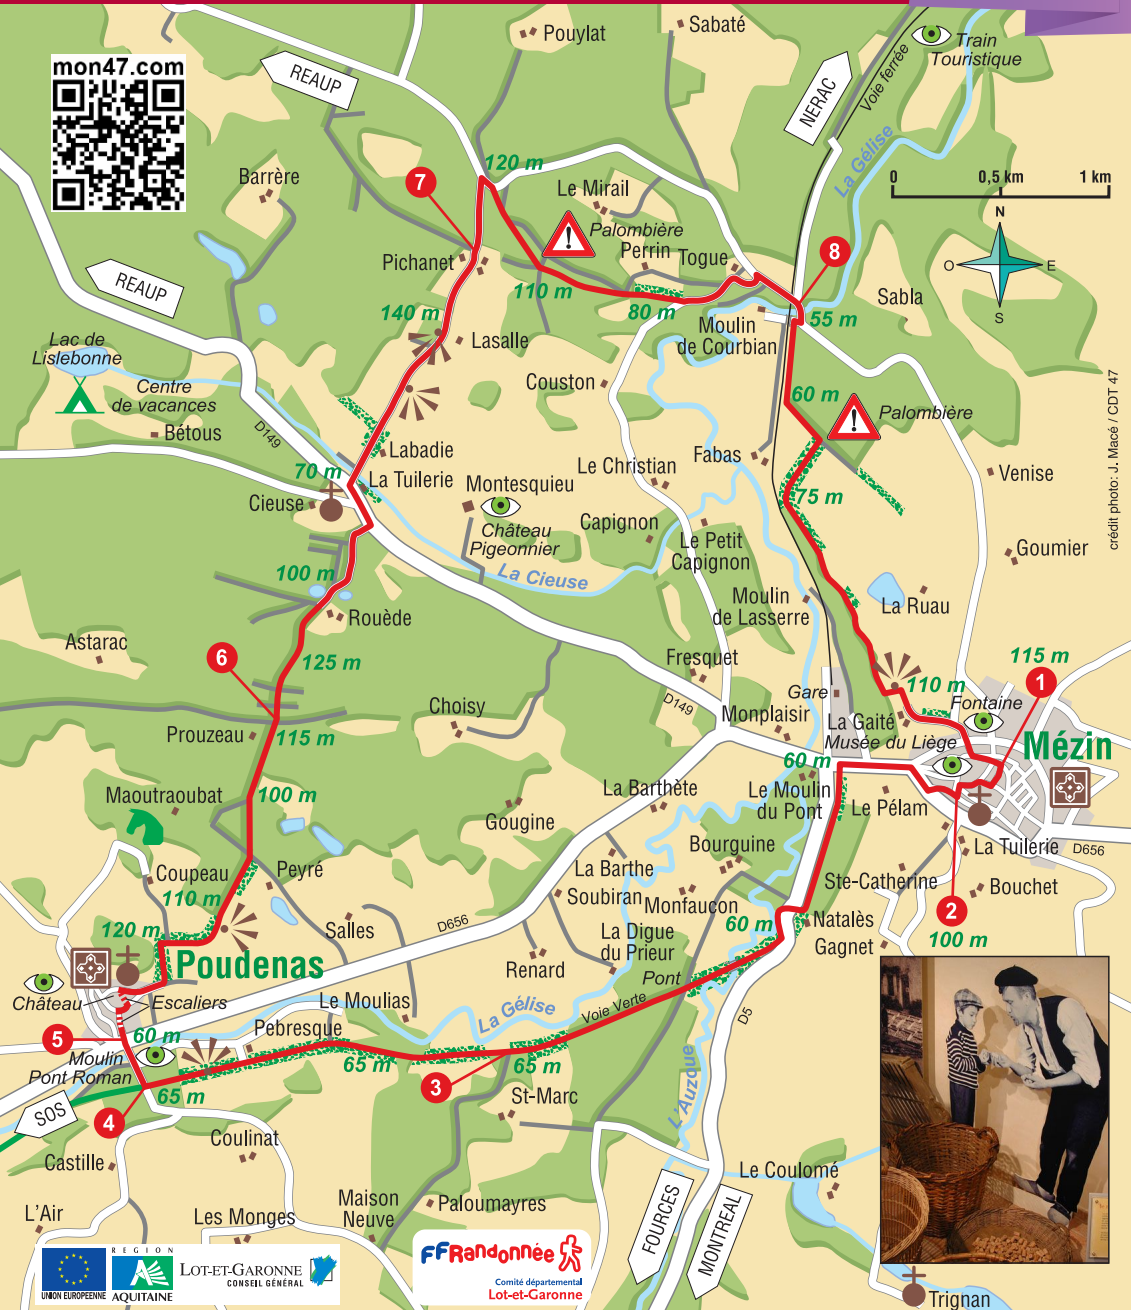 mon47.com
REAUP
Pouylat
Sabaté
Train
Touristique
Voie ferrée
NERAC
La Gélise
0
0,5 km
1 km
N
O
E
S
Barrère
7
120 m
Le Mirail
Palombière
Perrin
Togue
8
Pichanet
REAUP
110 m
80 m
55 m
Sabla
140 m
Lasalle
Moulin
de Courbian
Lac de
Lislebonne
Centre
de vacances
Bétous
D149
Couston
60 m
Palombière
crédit photo: J. Macé / CDT 47
Labadie
70 m
La Tuilerie
Cieuse
Montesquieu
Château
Pigeonnier
Le Christian
Fabas
75 m
Venise
Capignon
Le Petit
Capignon
Goumier
La Cieuse
100 m
Rouède
Moulin
de Lasserre
La Ruau
Astarac
6
125 m
Fresquet
115 m
1
110 m
Fontaine
Gare
D149
Choisy
Monplaisir
La Gaité
Musée du Liège
Mézin
Prouzeau
115 m
60 m
Maoutraoubat
100 m
La Barthète
Le Moulin
du Pont
Le Pélam
Gougine
Bourguine
La Tuilerie
D656
Coupeau
Peyré
La Barthe
Soubiran
Monfaucon
Ste-Catherine
Bouchet
110 m
2
100 m
120 m
Salles
D656
La Digue
du Prieur
60 m
Natalès
Gagnet
Poudenas
Renard
Pont
Château
Escaliers
Le Moulias
La Gélise
Voie Verte
D5
5
60 m
Pebresque
Moulin
Pont Roman
65 m
3
65 m
65 m
SOS
4
St-Marc
L'Auzoue
Coulinat
Castille
Le Coulomé
L'Air
Les Monges
Maison
Neuve
Paloumayres
FOURCES
MONTREAL
UNION EUROPEENNE
REGION
AQUITAINE
LOT-ET-GARONNE
CONSEIL GÉNÉRAL
FFRandonnée
Comité départemental
Lot-et-Garonne
Trignan